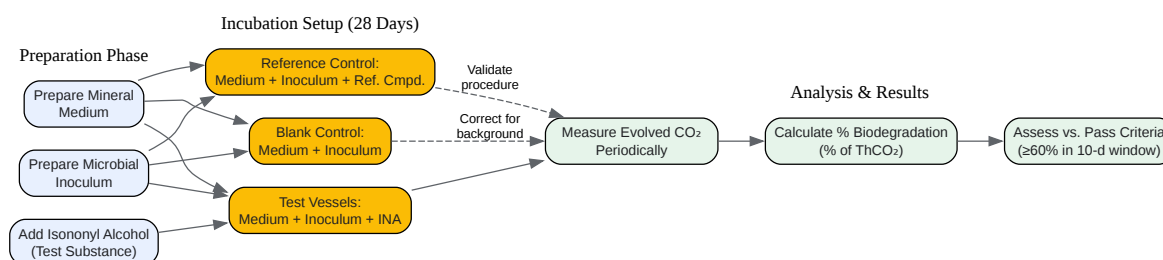 Incubation Setup (28 Days)
Preparation Phase
Reference Control:
Medium + Inoculum + Ref. Cmpd.
Validate
procedure
Prepare Mineral
Medium
Analysis & Results
Blank Control:
Medium + Inoculum
Correct for
background
Measure Evolved CO₂
Periodically
Calculate % Biodegradation
(% of ThCO₂)
Assess vs. Pass Criteria
(≥60% in 10-d window)
Prepare Microbial
Inoculum
Test Vessels:
Medium + Inoculum + INA
Add Isononyl Alcohol
(Test Substance)